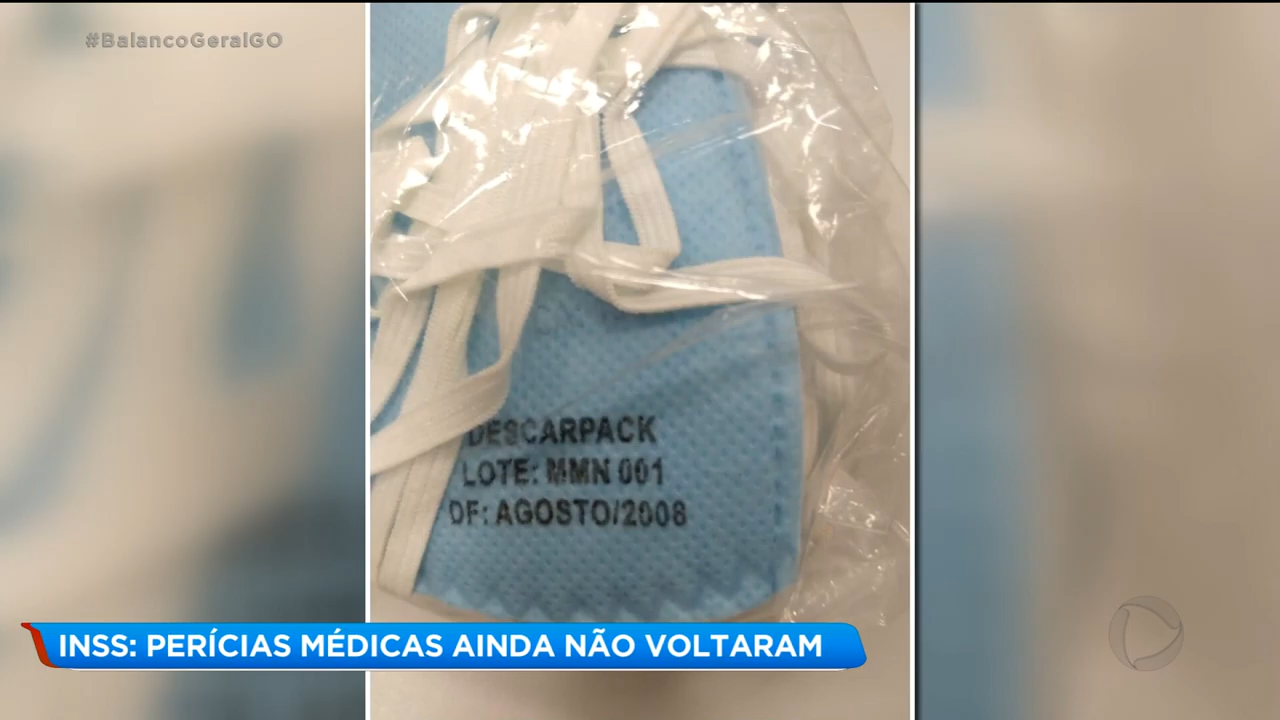 #BalancoGeralGO
DESCARPACK
LOTE: MMN 001
DF: AGOSTO/2008
INSS: PERÍCIAS MÉDICAS AINDA NÃO VOLTARAM